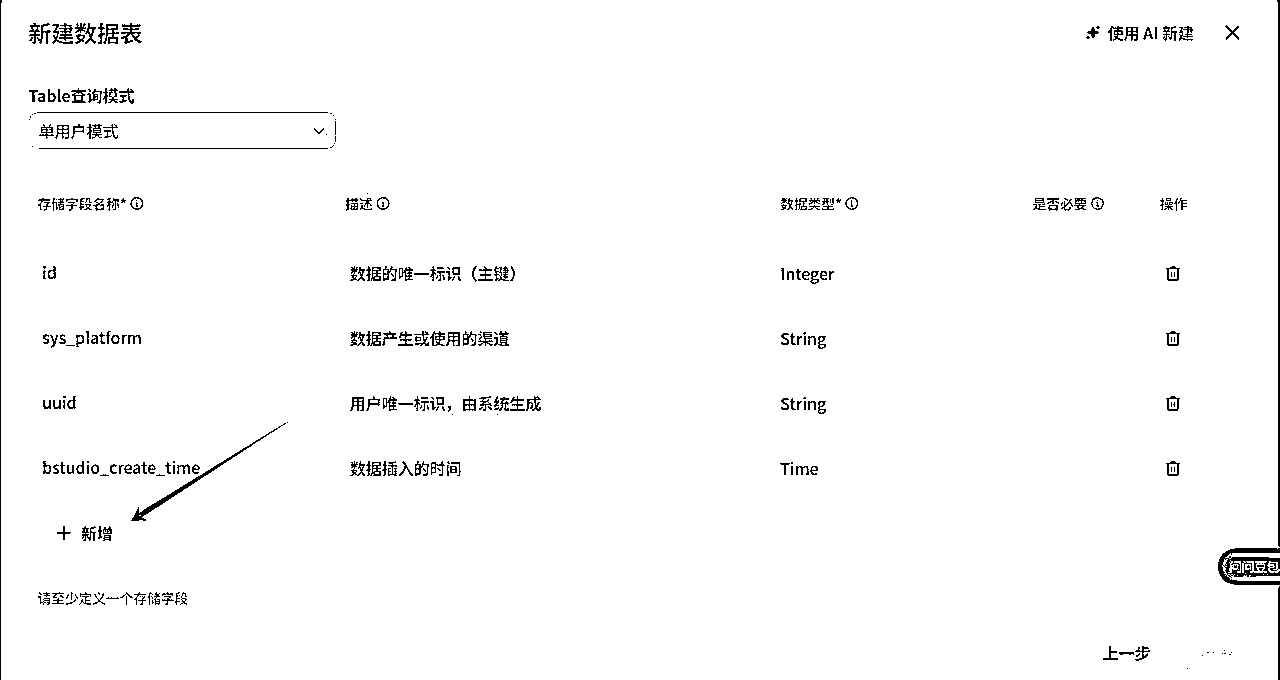 新建数据表
使用 AI 新建
Table查询模式
单用户模式
存储字段名称* 描述 数据类型* 是否必要 操作
id 数据的唯一标识（主键） Integer
sys_platform 数据产生或使用的渠道 String
uuid 用户唯一标识，由系统生成 String
bstudio_create_time 数据插入的时间 Time
+ 新增
问问豆包
请至少定义一个存储字段
上一步